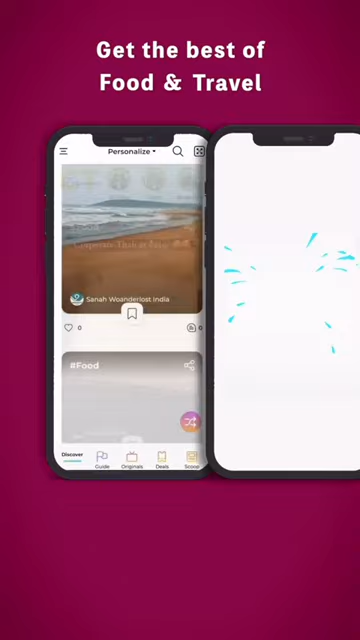 Get the best of
Food & Travel
Personalize
Sanah Woanderlost India
0
0
#Food
Discover
Guide
Originals
Deals
Scoop